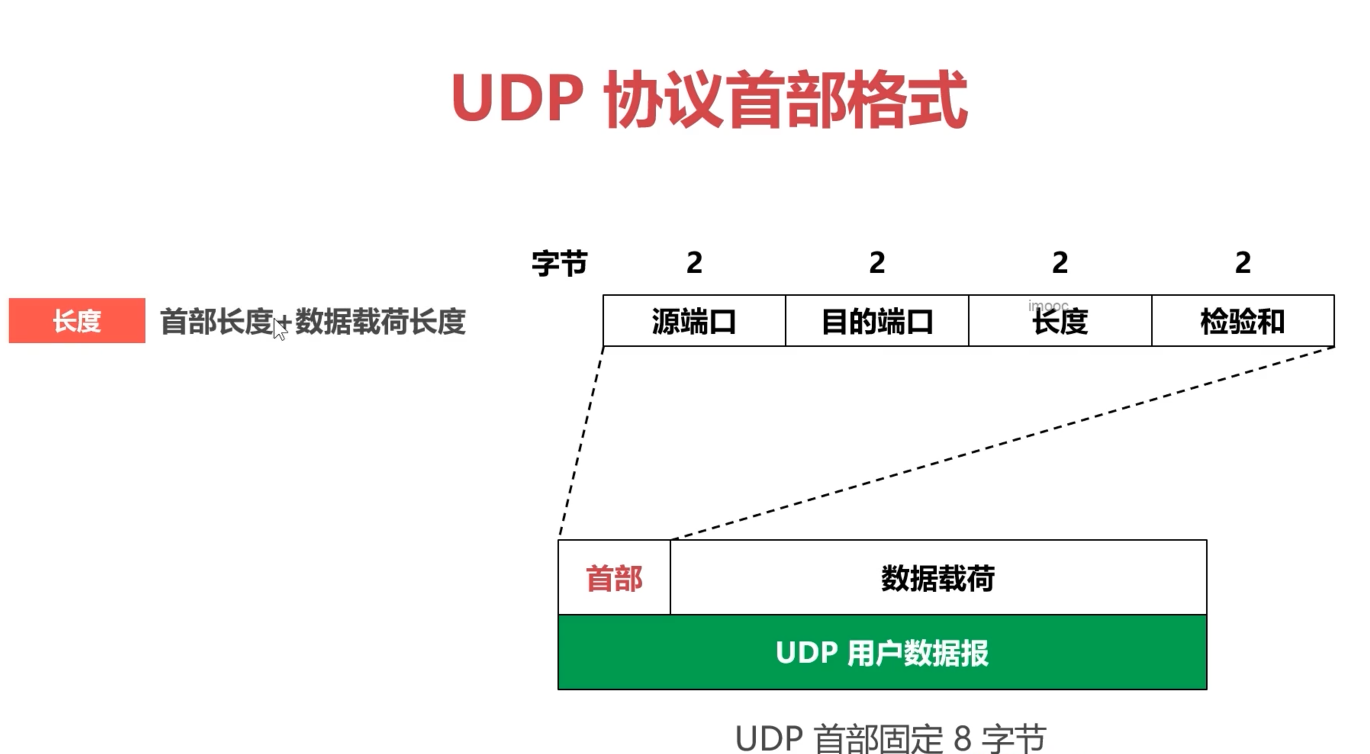 UDP 协议首部格式
字节 2 2 2 2
长度 首部长度+数据载荷长度
源端口 目的端口 长度 检验和
imooc
首部 数据载荷
UDP 用户数据报
UDP 首部固定 8 字节